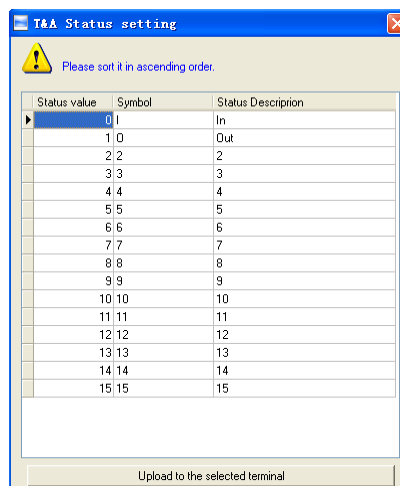 T&A Status setting
Please sort it in ascending order.
Status value Symbol Status Descriprion
0 I In
1 O Out
2 2 2
3 3 3
4 4 4
5 5 5
6 6 6
7 7 7
8 8 8
9 9 9
10 10 10
11 11 11
12 12 12
13 13 13
14 14 14
15 15 15
Upload to the selected terminal